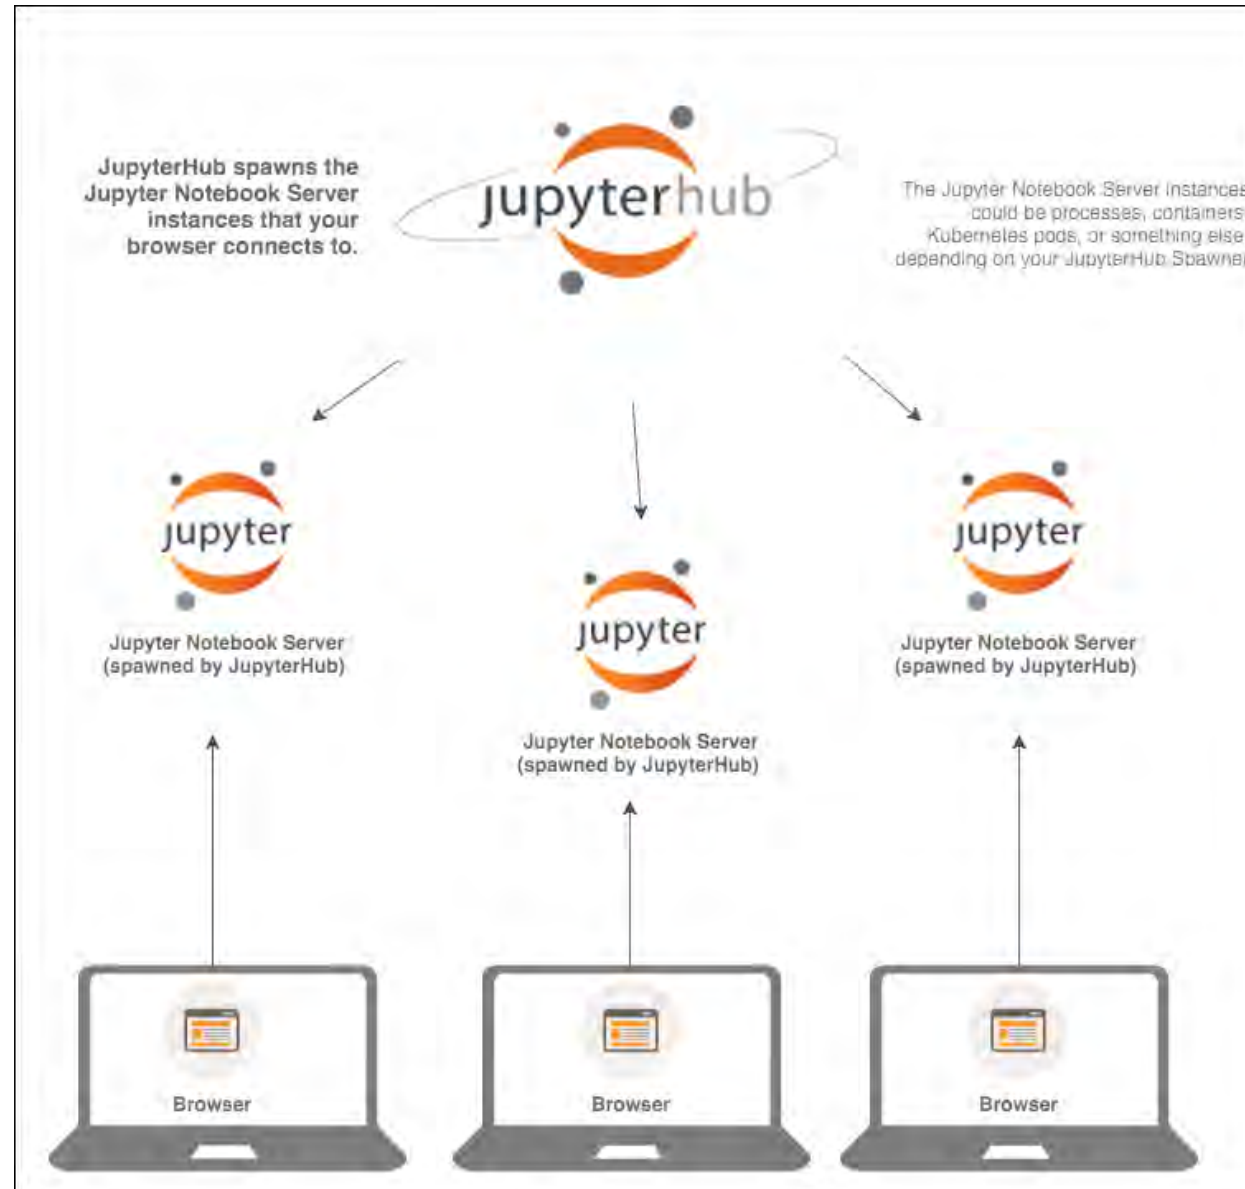 JupyterHub spawns the
Jupyter Notebook Server
instances that your
browser connects to.
jupyterhub
The Jupyter Notebook Server instances
could be processes, containers
Kubernetes pods, or something else
depending on your JupyterHub Spawner
jupyter
Jupyter Notebook Server
(spawned by JupyterHub)
jupyter
Jupyter Notebook Server
(spawned by JupyterHub)
jupyter
Jupyter Notebook Server
(spawned by JupyterHub)
Browser
Browser
Browser